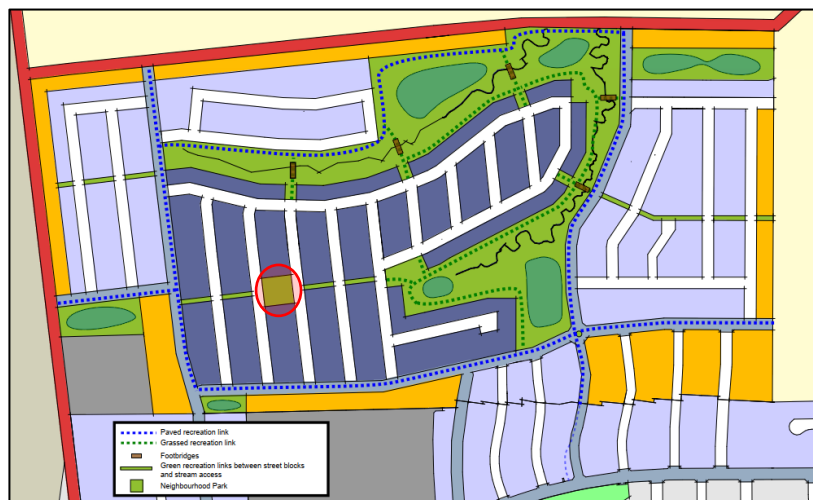 Paved recreation link
Grassed recreation link
Footbridges
Green recreation links between street blocks
and stream access
Neighbourhood Park